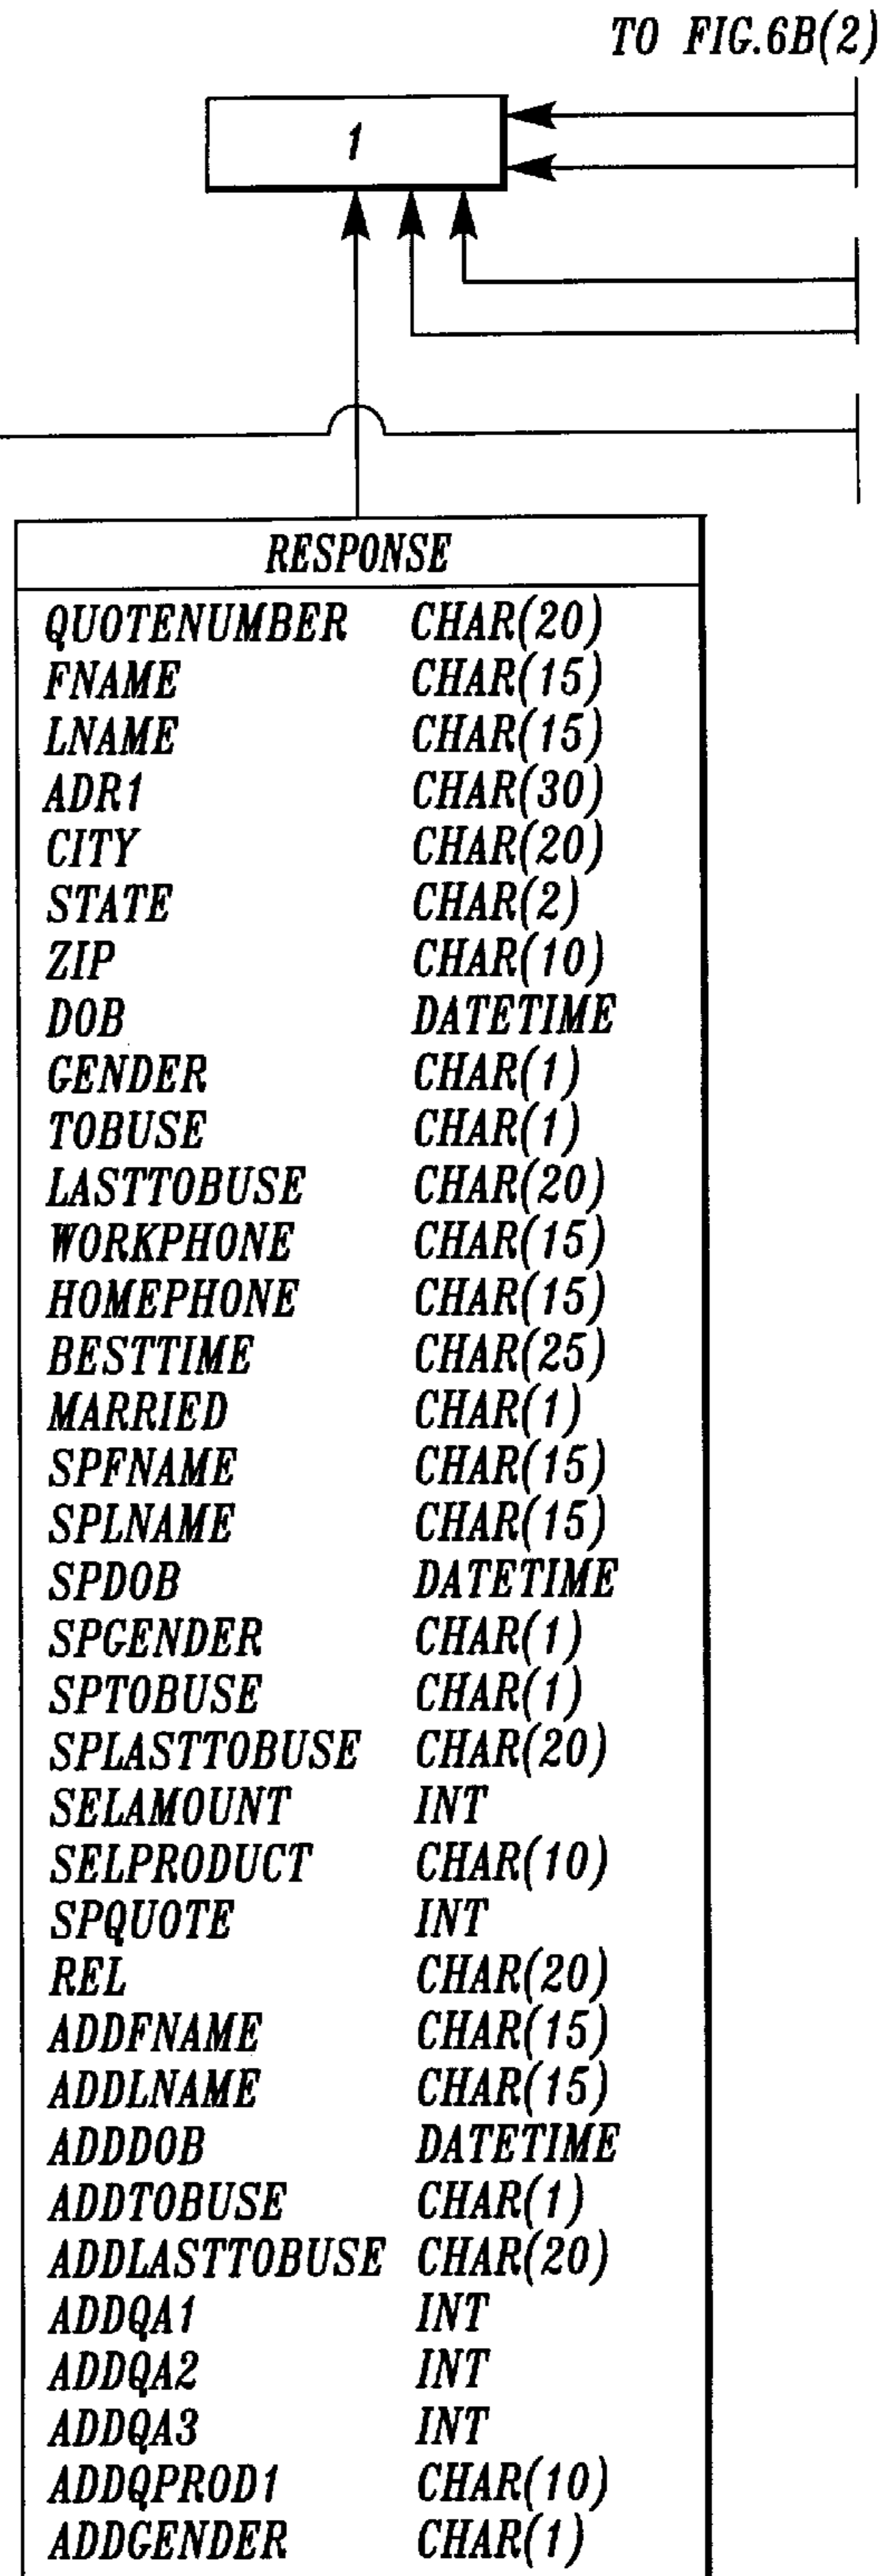 TO FIG.6B(2)
1
RESPONSE
QUOTENUMBER CHAR(20)
FNAME CHAR(15)
LNAME CHAR(15)
ADR1 CHAR(30)
CITY CHAR(20)
STATE CHAR(2)
ZIP CHAR(10)
DOB DATETIME
GENDER CHAR(1)
TOBUSE CHAR(1)
LASTTOBUSE CHAR(20)
WORKPHONE CHAR(15)
HOMEPHONE CHAR(15)
BESTTIME CHAR(25)
MARRIED CHAR(1)
SPFNAME CHAR(15)
SPLNAME CHAR(15)
SPDOB DATETIME
SPGENDER CHAR(1)
SPTOBUSE CHAR(1)
SPLASTTOBUSE CHAR(20)
SELAMOUNT INT
SELPRODUCT CHAR(10)
SPQUOTE INT
REL CHAR(20)
ADDFNAME CHAR(15)
ADDLNAME CHAR(15)
ADDDOB DATETIME
ADDTOBUSE CHAR(1)
ADDLASTTOBUSE CHAR(20)
ADDQA1 INT
ADDQA2 INT
ADDQA3 INT
ADDQPROD1 CHAR(10)
ADDGENDER CHAR(1)